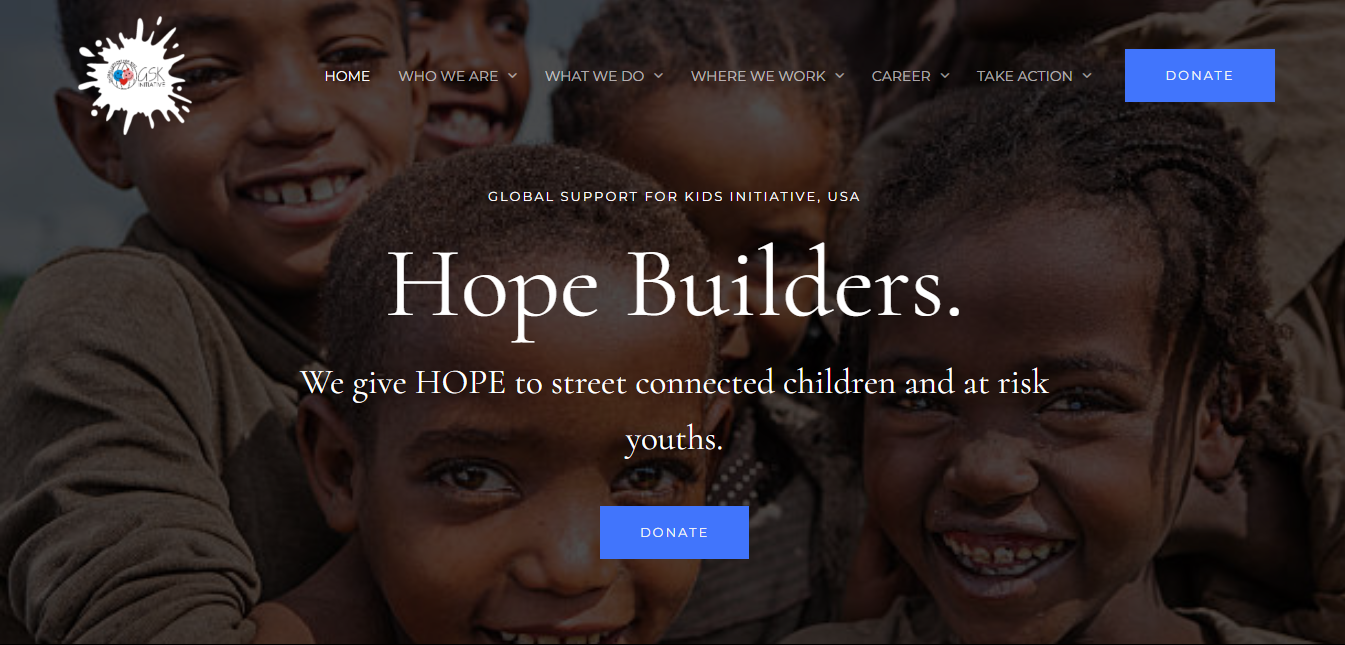 GSK
INITIATIVE
HOME WHO WE ARE WHAT WE DO WHERE WE WORK CAREER TAKE ACTION DONATE
GLOBAL SUPPORT FOR KIDS INITIATIVE, USA
Hope Builders.
We give HOPE to street connected children and at risk
youths.
DONATE